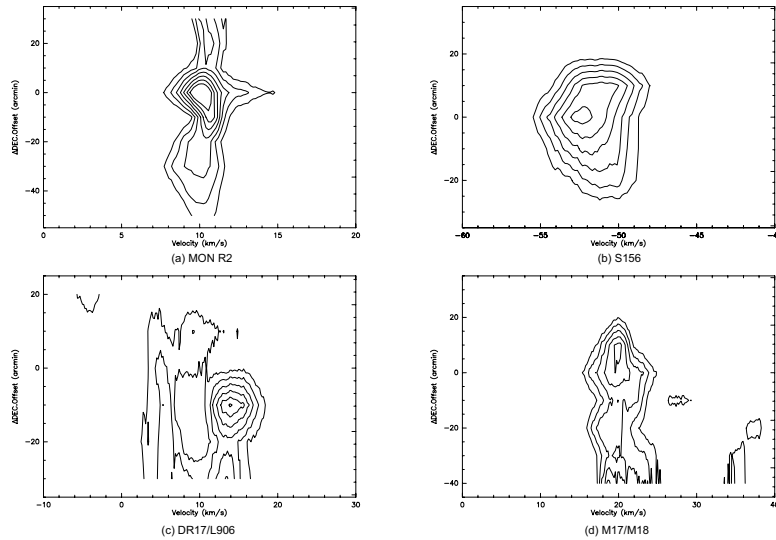 20
0
−20
−40
ΔDEC.Offset (arcmin)
0
5
10
15
20
Velocity (km/s)
(a) MON R2
20
0
−20
ΔDEC.Offset (arcmin)
−60
−55
−50
−45
−4
Velocity (km/s)
(b) S156
20
0
−20
ΔDEC.Offset (arcmin)
−10
0
10
20
30
Velocity (km/s)
(c) DR17/L906
20
0
−20
−40
ΔDEC.Offset (arcmin)
0
10
20
30
40
Velocity (km/s)
(d) M17/M18